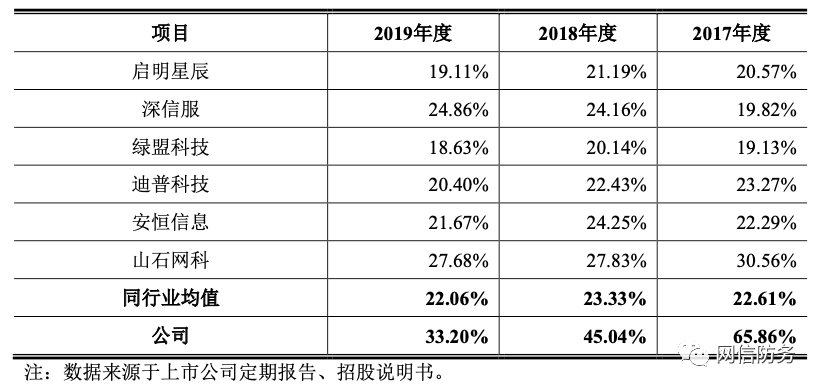 项目 2019年度 2018年度 2017年度
启明星辰 19.11% 21.19% 20.57%
深信服 24.86% 24.16% 19.82%
绿盟科技 18.63% 20.14% 19.13%
迪普科技 20.40% 22.43% 23.27%
安恒信息 21.67% 24.25% 22.29%
山石网科 27.68% 27.83% 30.56%
同行业均值 22.06% 23.33% 22.61%
公司 33.20% 45.04% 65.86%
网信防务
注：数据来源于上市公司定期报告、招股说明书。